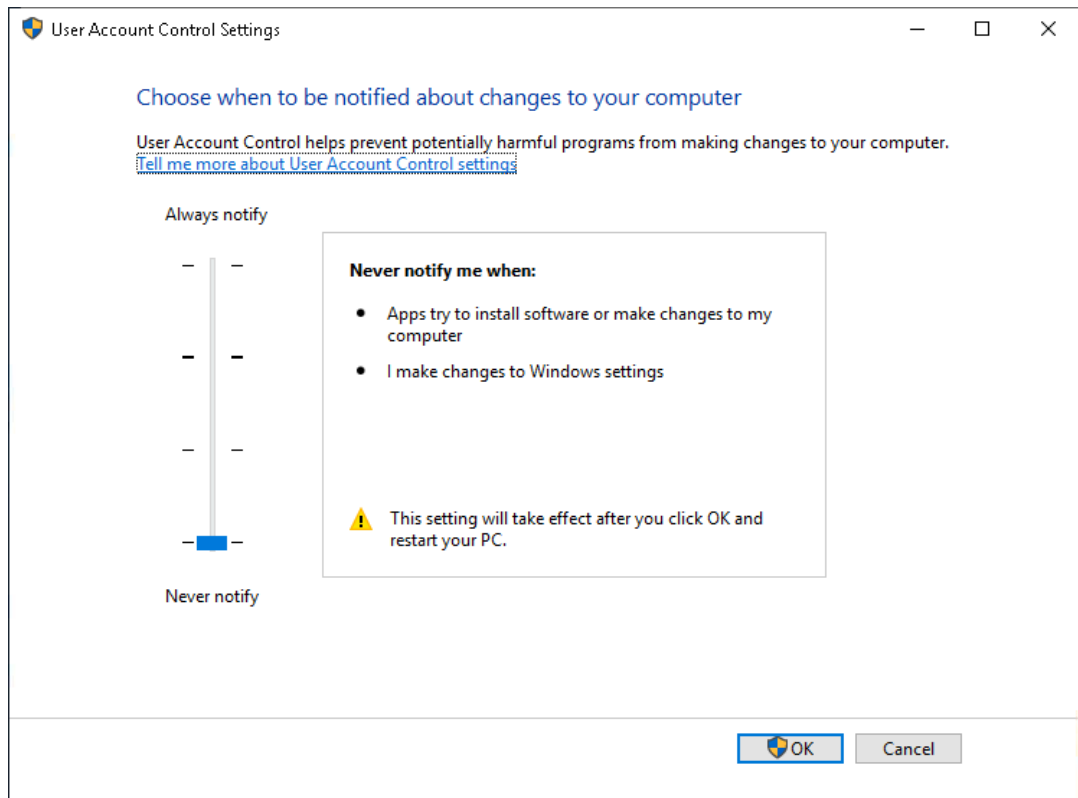 User Account Control Settings
Choose when to be notified about changes to your computer
User Account Control helps prevent potentially harmful programs from making changes to your computer.
Tell me more about User Account Control settings
Always notify
Never notify me when:
Apps try to install software or make changes to my
computer
I make changes to Windows settings
This setting will take effect after you click OK and
restart your PC.
Never notify
OK
Cancel